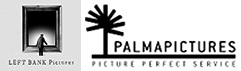 LEFT BANK Pictures
PALMAPICTURES
PICTURE PERFECT SERVICE